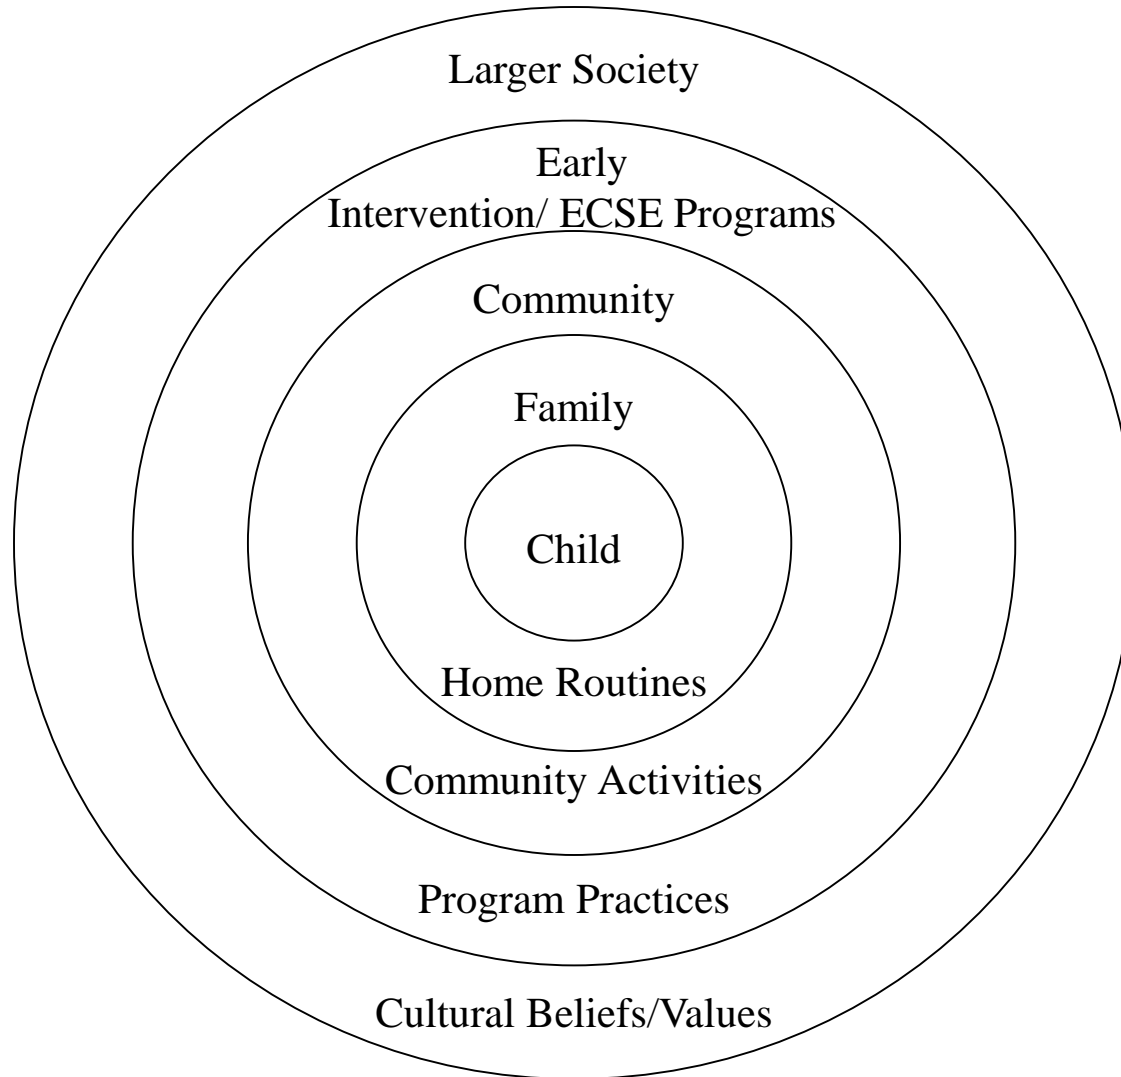 Larger Society
Early
Intervention/ ECSE Programs
Community
Family
Child
Home Routines
Community Activities
Program Practices
Cultural Beliefs/Values